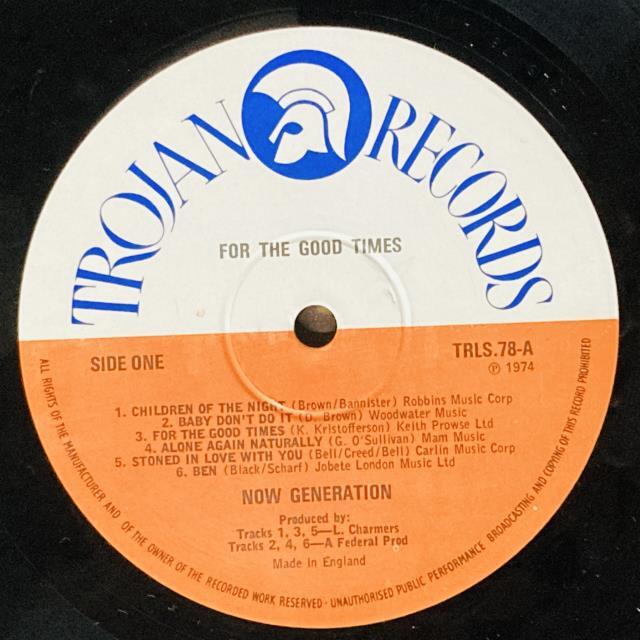 TROJAN RECORDS
FOR THE GOOD TIMES
SIDE ONE
TRLS.78-A
℗ 1974
1. CHILDREN OF THE NIGHT (Brown/Bannister) Robbins Music Corp
2. BABY DON'T DO IT (D. Brown) Woodwater Music
3. FOR THE GOOD TIMES (K. Kristofferson) Keith Prowse Ltd
4. ALONE AGAIN NATURALLY (G. O'Sullivan) Mam Music
5. STONED IN LOVE WITH YOU (Bell/Creed/Bell) Carlin Music Corp
6. BEN (Black/Scharf) Jobete London Music Ltd
NOW GENERATION
Produced by:
Tracks 1, 3, 5—L. Charmers
Tracks 2, 4, 6—A Federal Prod
Made in England
ALL RIGHTS OF THE MANUFACTURER AND OF THE OWNER OF THE RECORDED WORK RESERVED · UNAUTHORISED PUBLIC PERFORMANCE BROADCASTING AND COPYING OF THIS RECORD PROHIBITED